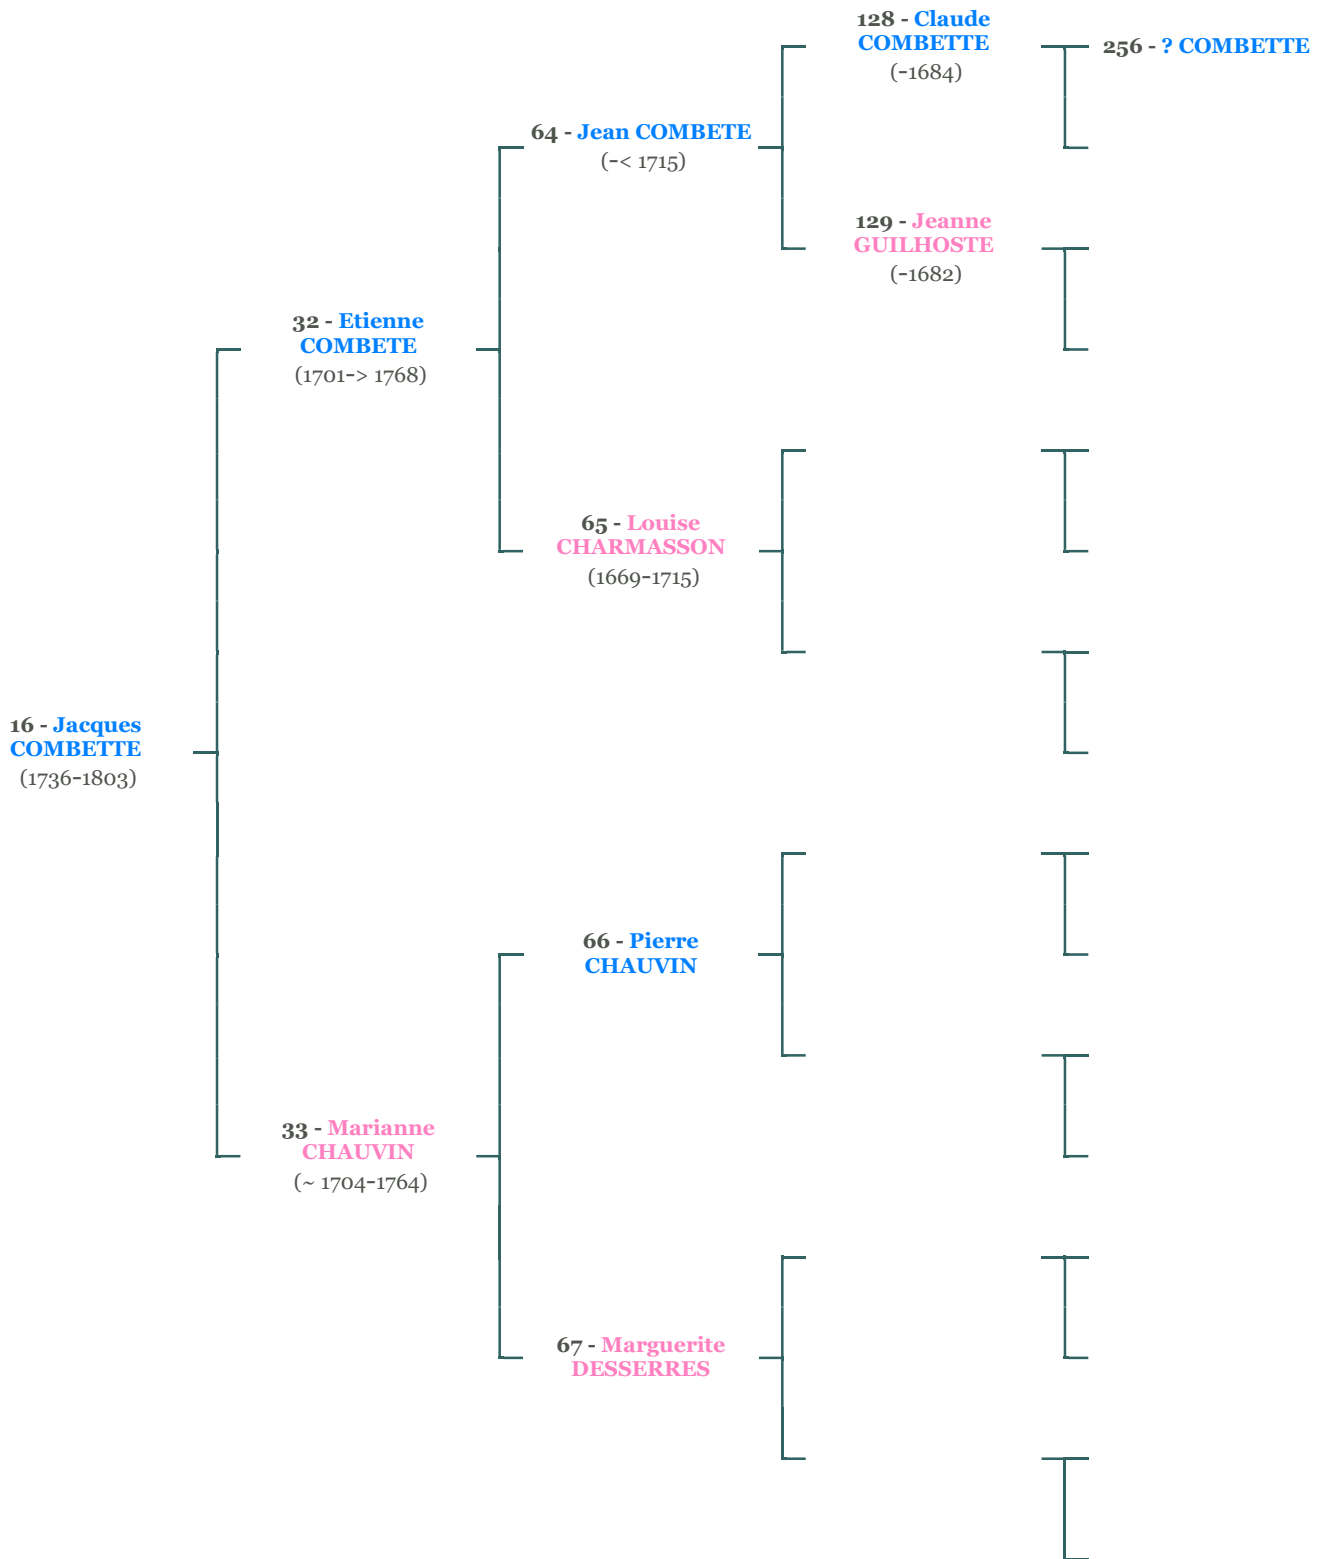 128 - Claude
COMBETTE
(-1684)
256 - ? COMBETTE
64 - Jean COMBETE
(-< 1715)
129 - Jeanne
GUILHOSTE
(-1682)
32 - Etienne
COMBETE
(1701-> 1768)
65 - Louise
CHARMASSON
(1669-1715)
16 - Jacques
COMBETTE
(1736-1803)
66 - Pierre
CHAUVIN
33 - Marianne
CHAUVIN
(~ 1704-1764)
67 - Marguerite
DESSERRES